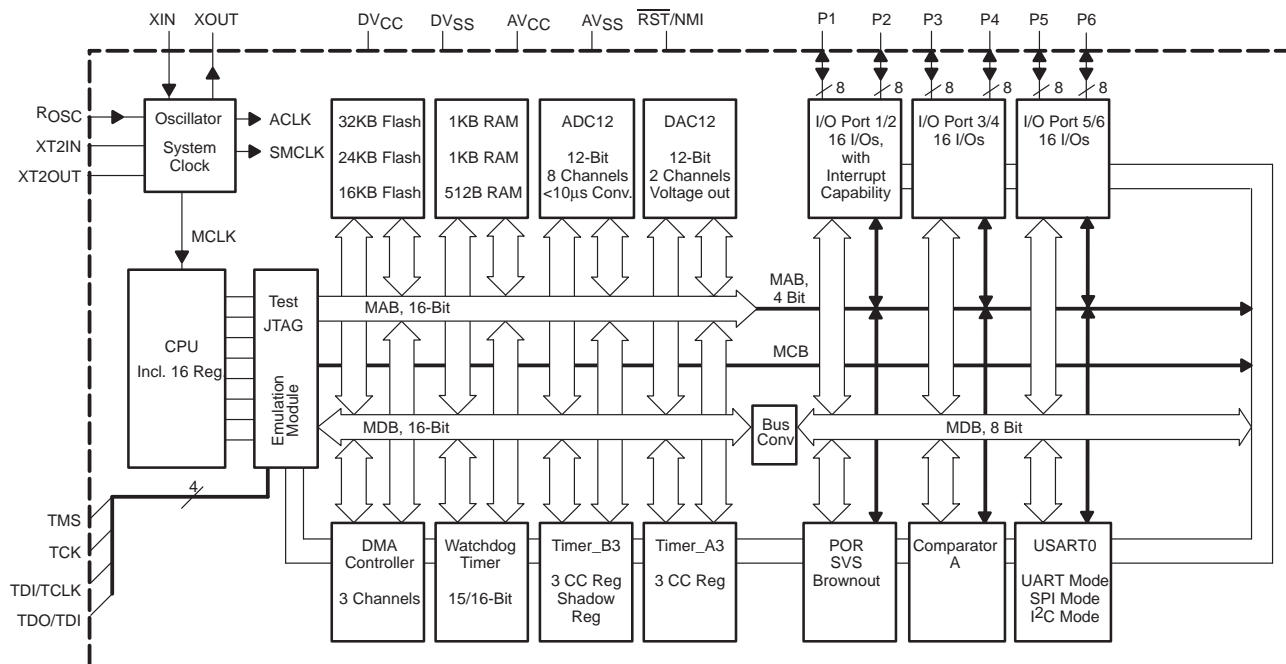 XIN XOUT DVCC DVSS AVCC AVSS RST/NMI P1 P2 P3 P4 P5 P6
8 8 8 8 8 8
ROSC
XT2IN
XT2OUT
Oscillator
System
Clock
ACLK
SMCLK
MCLK
32KB Flash
24KB Flash
16KB Flash
1KB RAM
1KB RAM
512B RAM
ADC12
12-Bit
8 Channels
<10μs Conv.
DAC12
12-Bit
2 Channels
Voltage out
I/O Port 1/2
16 I/Os,
with
Interrupt
Capability
I/O Port 3/4
16 I/Os
I/O Port 5/6
16 I/Os
CPU
Incl. 16 Reg.
Test
JTAG
Emulation
Module
MAB, 16-Bit
MAB,
4 Bit
MCB
MDB, 16-Bit
Bus
Conv
MDB, 8 Bit
4
TMS
TCK
TDI/TCLK
TDO/TDI
DMA
Controller
3 Channels
Watchdog
Timer
15/16-Bit
Timer_B3
3 CC Reg
Shadow
Reg
Timer_A3
3 CC Reg
POR
SVS
Brownout
Comparator
A
USART0
UART Mode
SPI Mode
I²C Mode